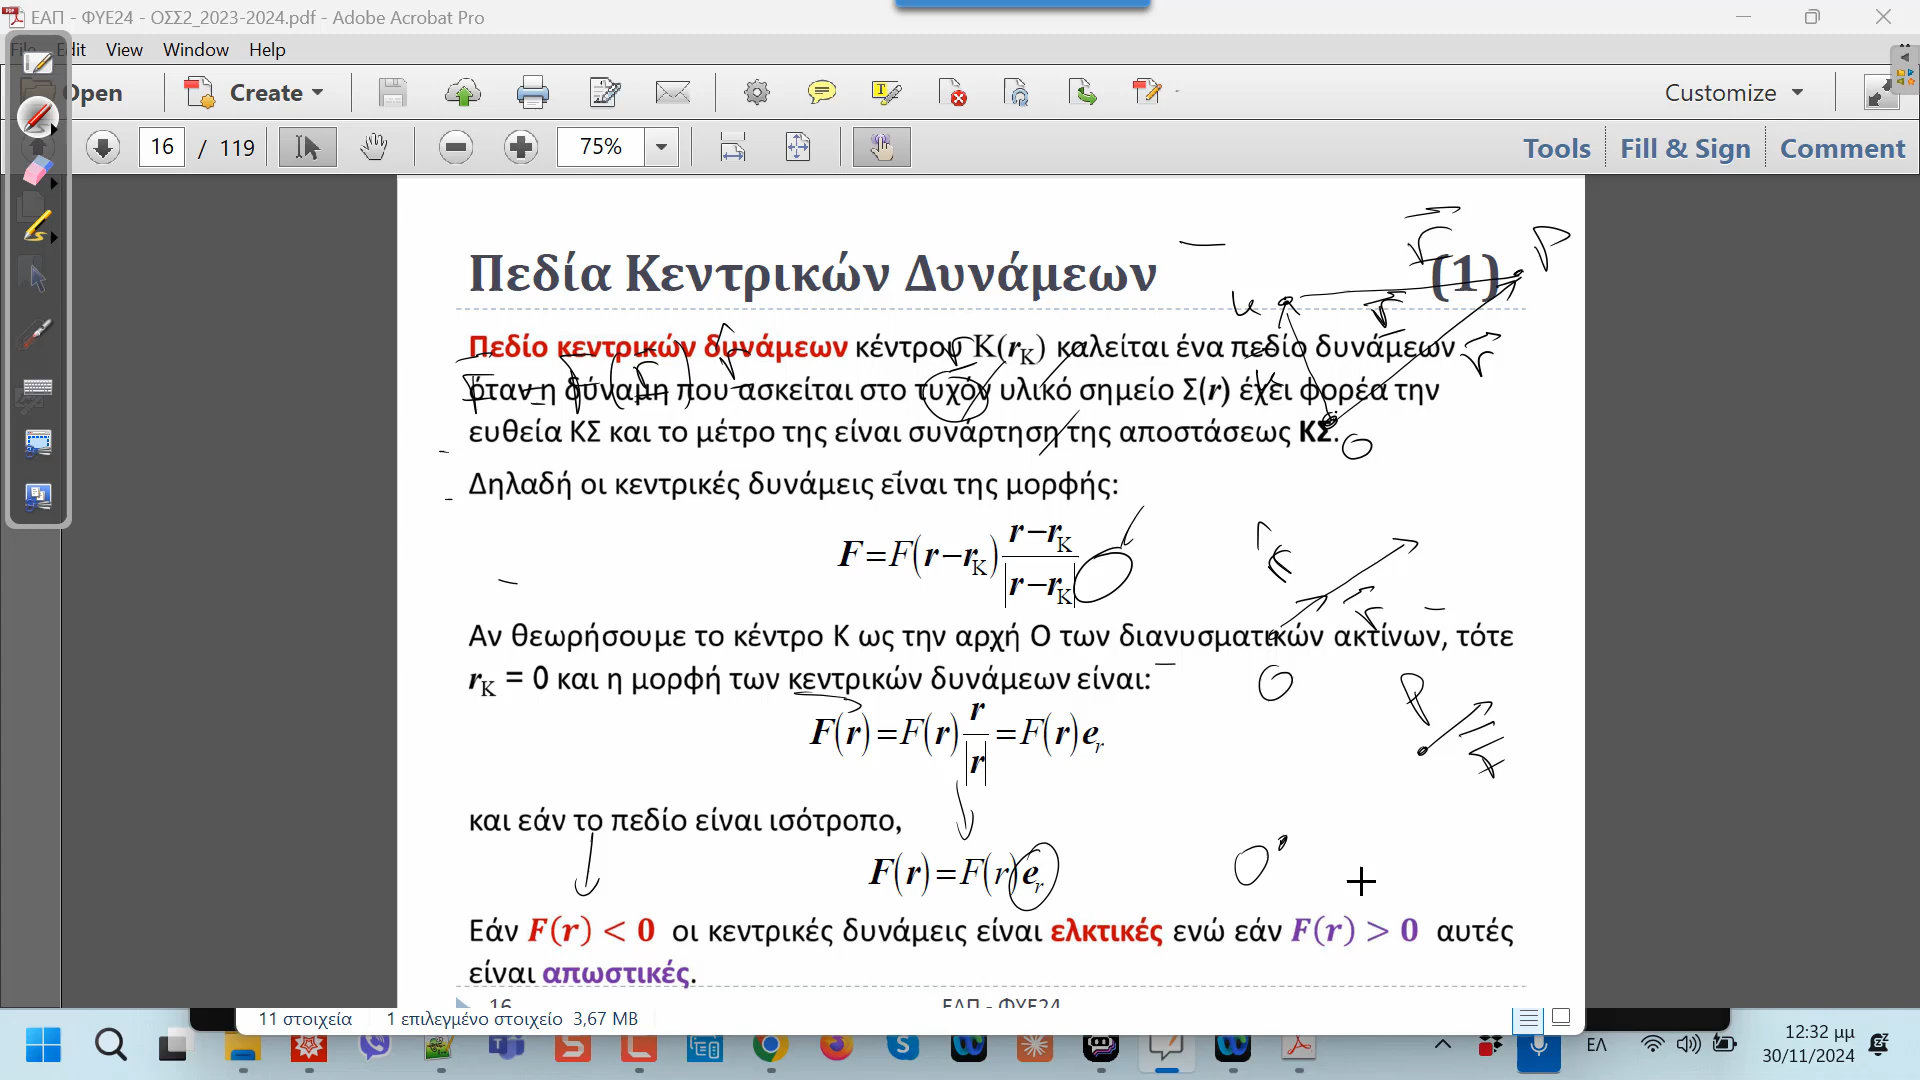 ΕΑΠ - ΦΥΕ24 - ΟΣΣ2_2023-2024.pdf - Adobe Acrobat Pro
File Edit View Window Help
Open Create Customize
16 / 119 75% Tools Fill & Sign Comment
Πεδία Κεντρικών Δυνάμεων (1)
Πεδίο κεντρικών δυνάμεων κέντρου Κ(rK) καλείται ένα πεδίο δυνάμεων
όταν η δύναμη που ασκείται στο τυχόν υλικό σημείο Σ(r) έχει φορέα την
ευθεία ΚΣ και το μέτρο της είναι συνάρτηση της αποστάσεως ΚΣ.
Δηλαδή οι κεντρικές δυνάμεις είναι της μορφής:
F=F(r−rK) r−rK / |r−rK|
Αν θεωρήσουμε το κέντρο Κ ως την αρχή Ο των διανυσματικών ακτίνων, τότε
rK = 0 και η μορφή των κεντρικών δυνάμεων είναι:
F(r)=F(r) r / |r| =F(r)er
και εάν το πεδίο είναι ισότροπο,
F(r)=F(r)er
Εάν F(r) < 0 οι κεντρικές δυνάμεις είναι ελκτικές ενώ εάν F(r) > 0 αυτές
είναι απωστικές.
16 ΕΑΠ - ΦΥΕ24
11 στοιχεία 1 επιλεγμένο στοιχείο 3,67 MB
ΕΛ
12:32 μμ
30/11/2024